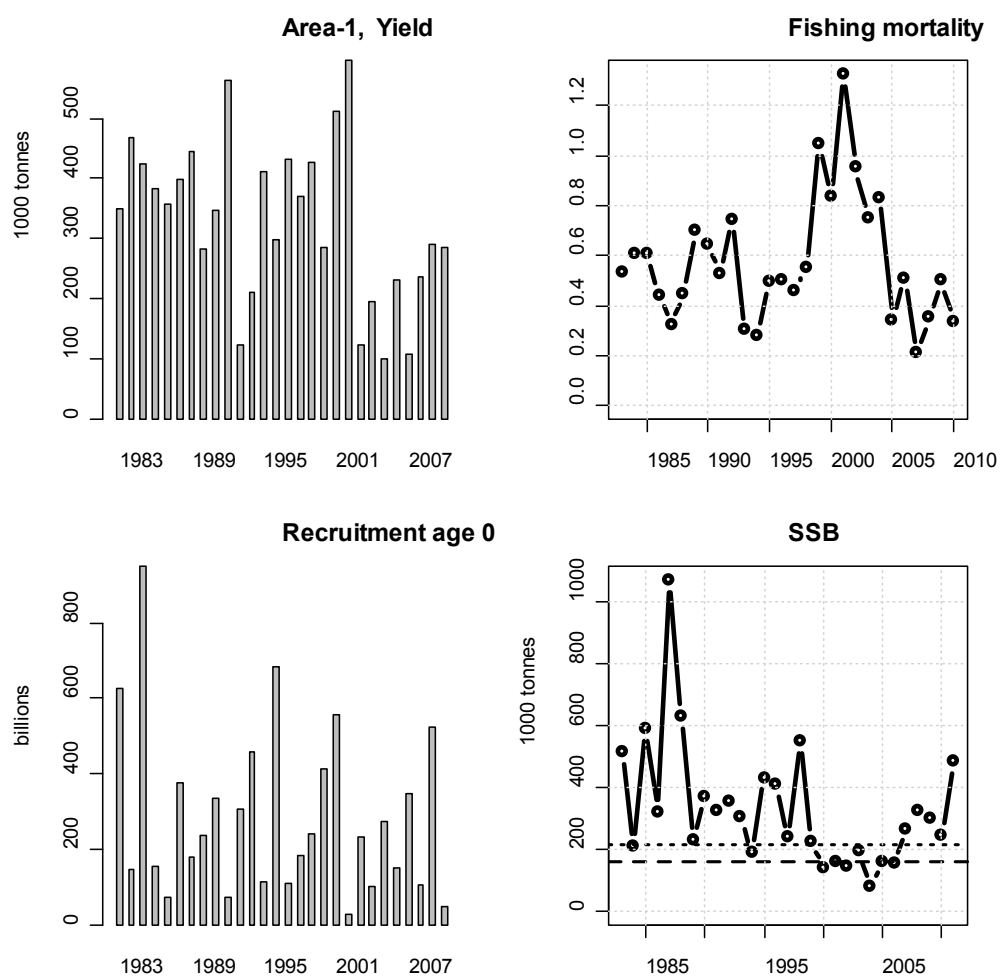 Area-1, Yield
1000 tonnes
0 100 200 300 400 500
1983 1989 1995 2001 2007
Fishing mortality
0.0 0.2 0.4 0.6 0.8 1.0 1.2
1985 1990 1995 2000 2005 2010
Recruitment age 0
billions
0 200 400 600 800
1983 1989 1995 2001 2007
SSB
1000 tonnes
0 200 400 600 800 1000
1985 1995 2005